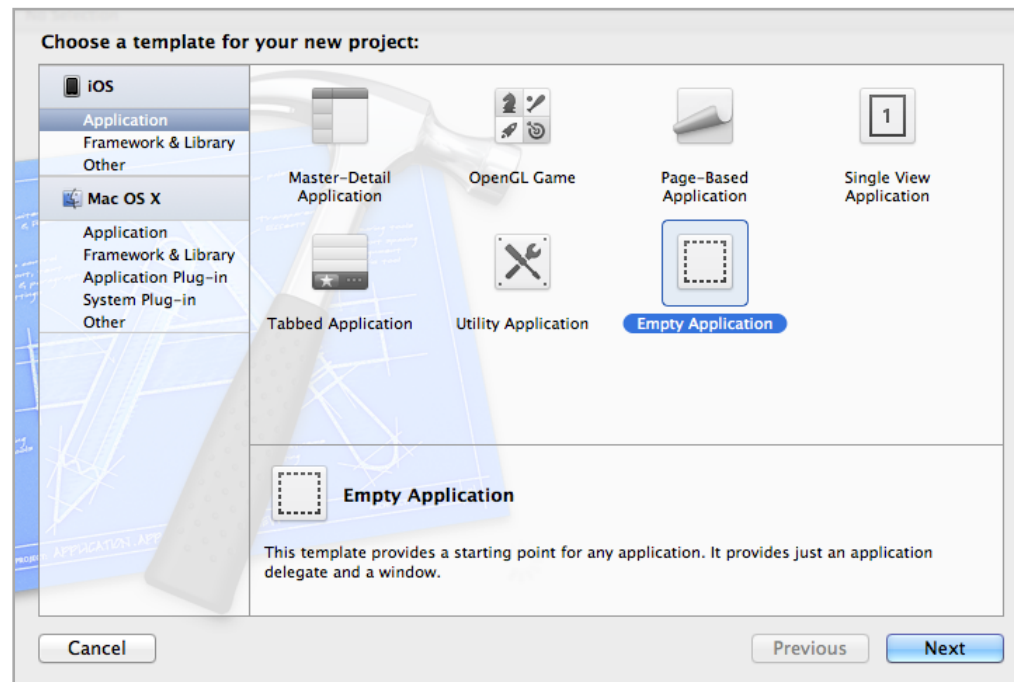 Choose a template for your new project:
iOS
Application
Framework & Library
Other
Mac OS X
Application
Framework & Library
Application Plug-in
System Plug-in
Other
Master-Detail
Application
OpenGL Game
Page-Based
Application
1
Single View
Application
Tabbed Application
Utility Application
Empty Application
Empty Application
This template provides a starting point for any application. It provides just an application
delegate and a window.
Cancel
Previous
Next